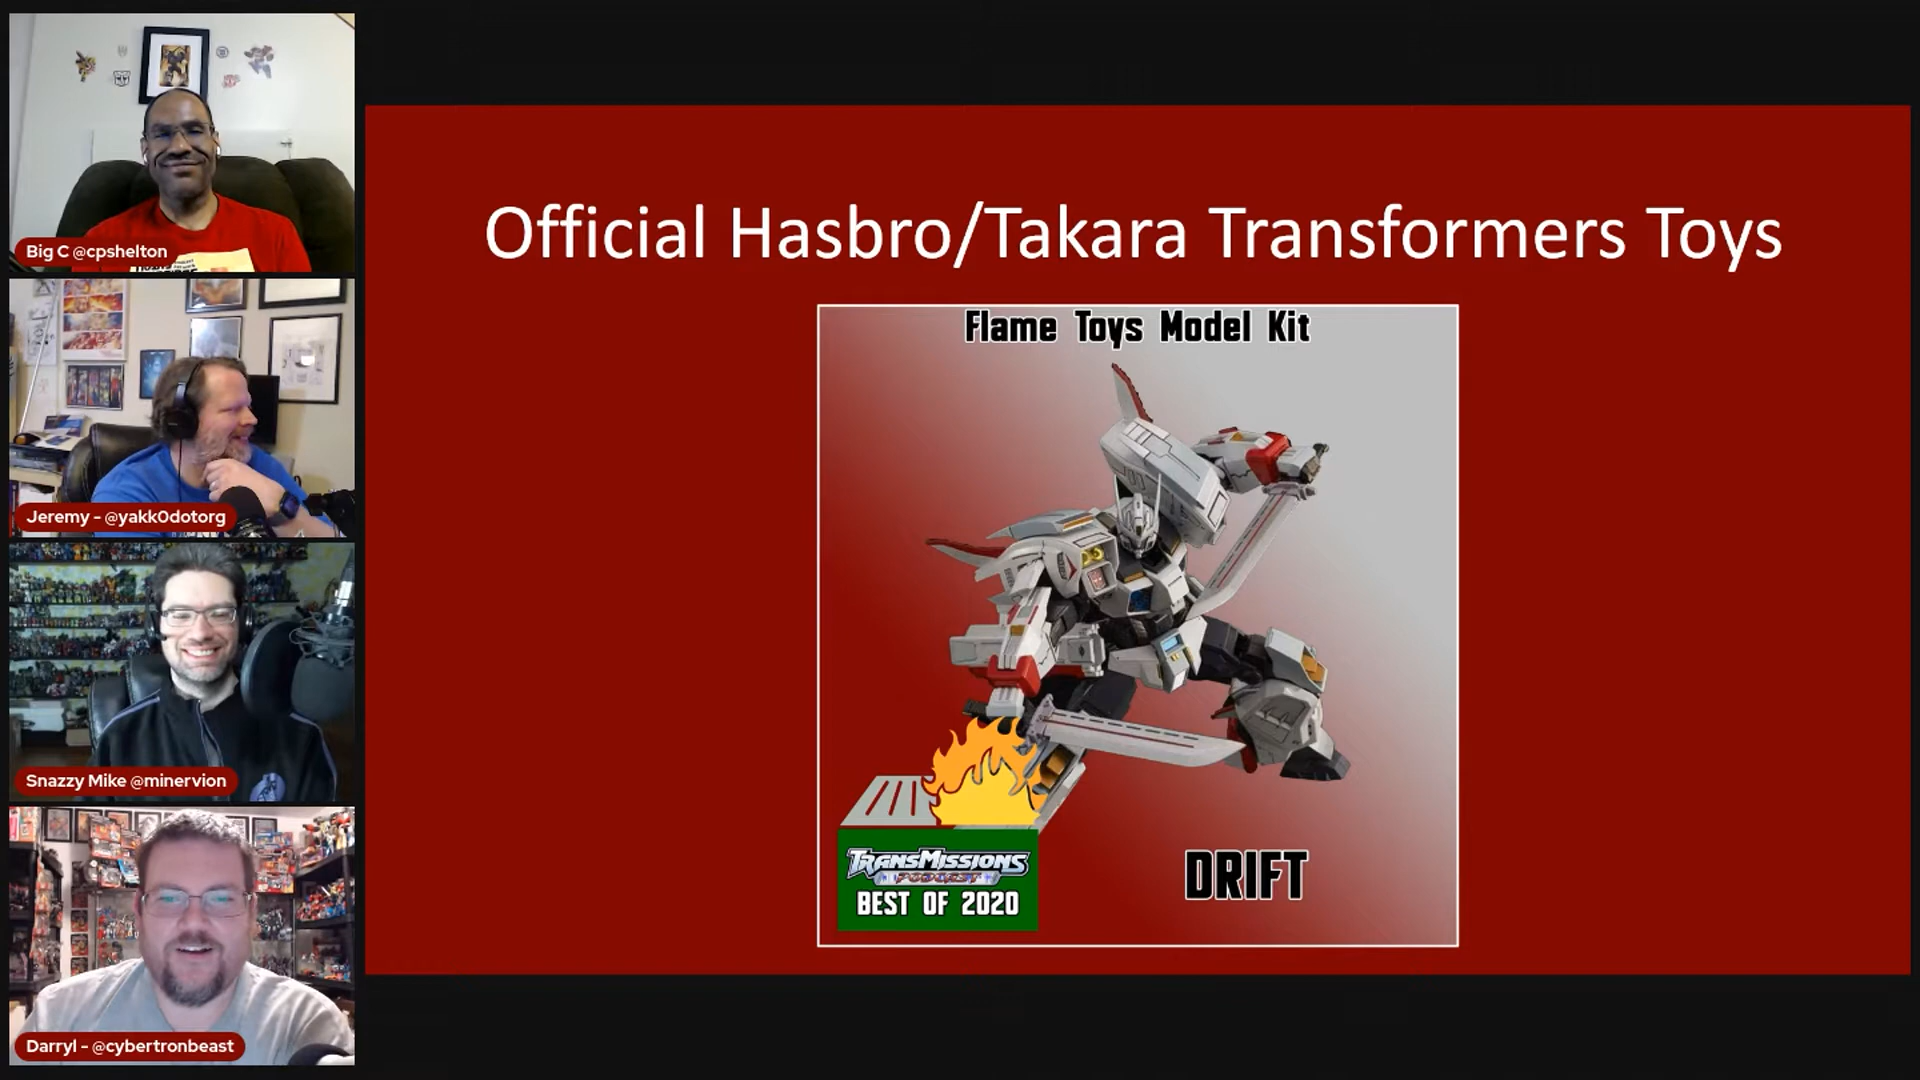 Big C @cpshelton
Jeremy - @yakk0dotorg
Snazzy Mike @minervion
Darryl - @cybertronbeast
Official Hasbro/Takara Transformers Toys
Flame Toys Model Kit
TRANSMISSIONS
PODCAST
BEST OF 2020
DRIFT